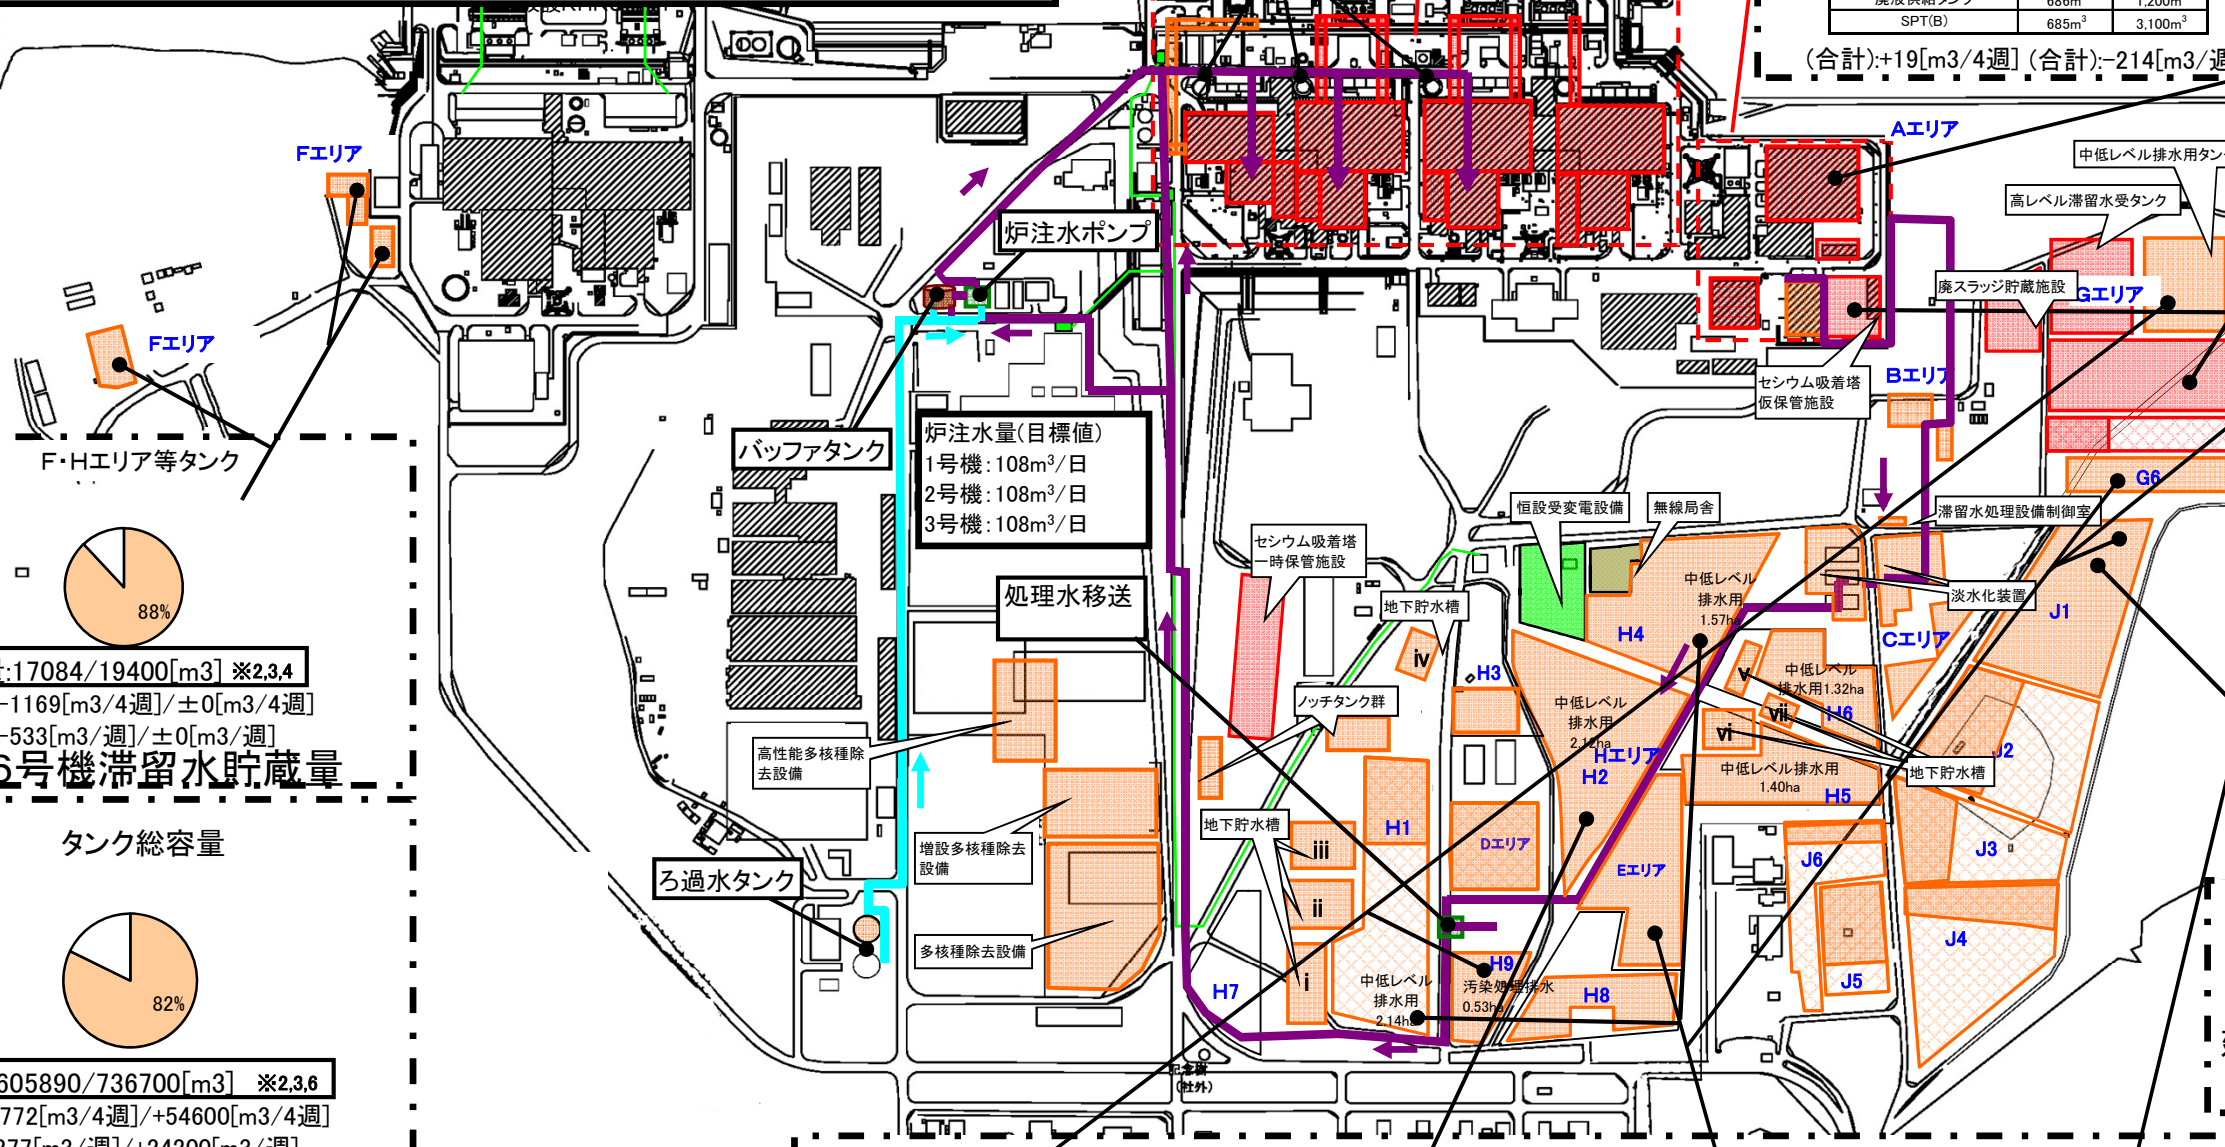 686m³
1,200m³
SPT(B)
685m³
3,100m³
(合計):+19[m3/4週] (合計):-214[m3/週
Aエリア
中低レベル排水用タン
高レベル滞留水受タンク
廃スラッジ貯蔵施設
Gエリア
Fエリア
Fエリア
炉注水ポンプ
セシウム吸着塔
仮保管施設
Bエリア
バッファタンク
炉注水量(目標値)
1号機:108m³/日
2号機:108m³/日
3号機:108m³/日
F・Hエリア等タンク
88%
:17084/19400[m3] ※2,3,4
-1169[m3/4週]/±0[m3/4週]
-533[m3/週]/±0[m3/週]
号機滞留水貯蔵量
タンク総容量
82%
605890/736700[m3] ※2,3,6
772[m3/4週]/+54600[m3/4週]
G6
滞留水処理設備制御室
恒設受変電設備
無線局舎
セシウム吸着塔
一時保管施設
処理水移送
地下貯水槽
中低レベル
排水用
1.57ha
H4
淡水化装置
J1
Cエリア
iv
H3
v
中低レベル
排水用1.32ha
vii
H6
vi
ノッチタンク群
中低レベル
排水用
2.12ha
Hエリア
H2
高性能多核種除
去設備
中低レベル排水用
1.40ha
H5
地下貯水槽
J2
地下貯水槽
H1
iii
Dエリア
増設多核種除去
設備
Eエリア
J6
J3
ろ過水タンク
ii
多核種除去設備
J4
i
H7
中低レベル
排水用
2.14ha
H9
汚染処理排水
0.53ha
H8
J5
記念樹
(社外)